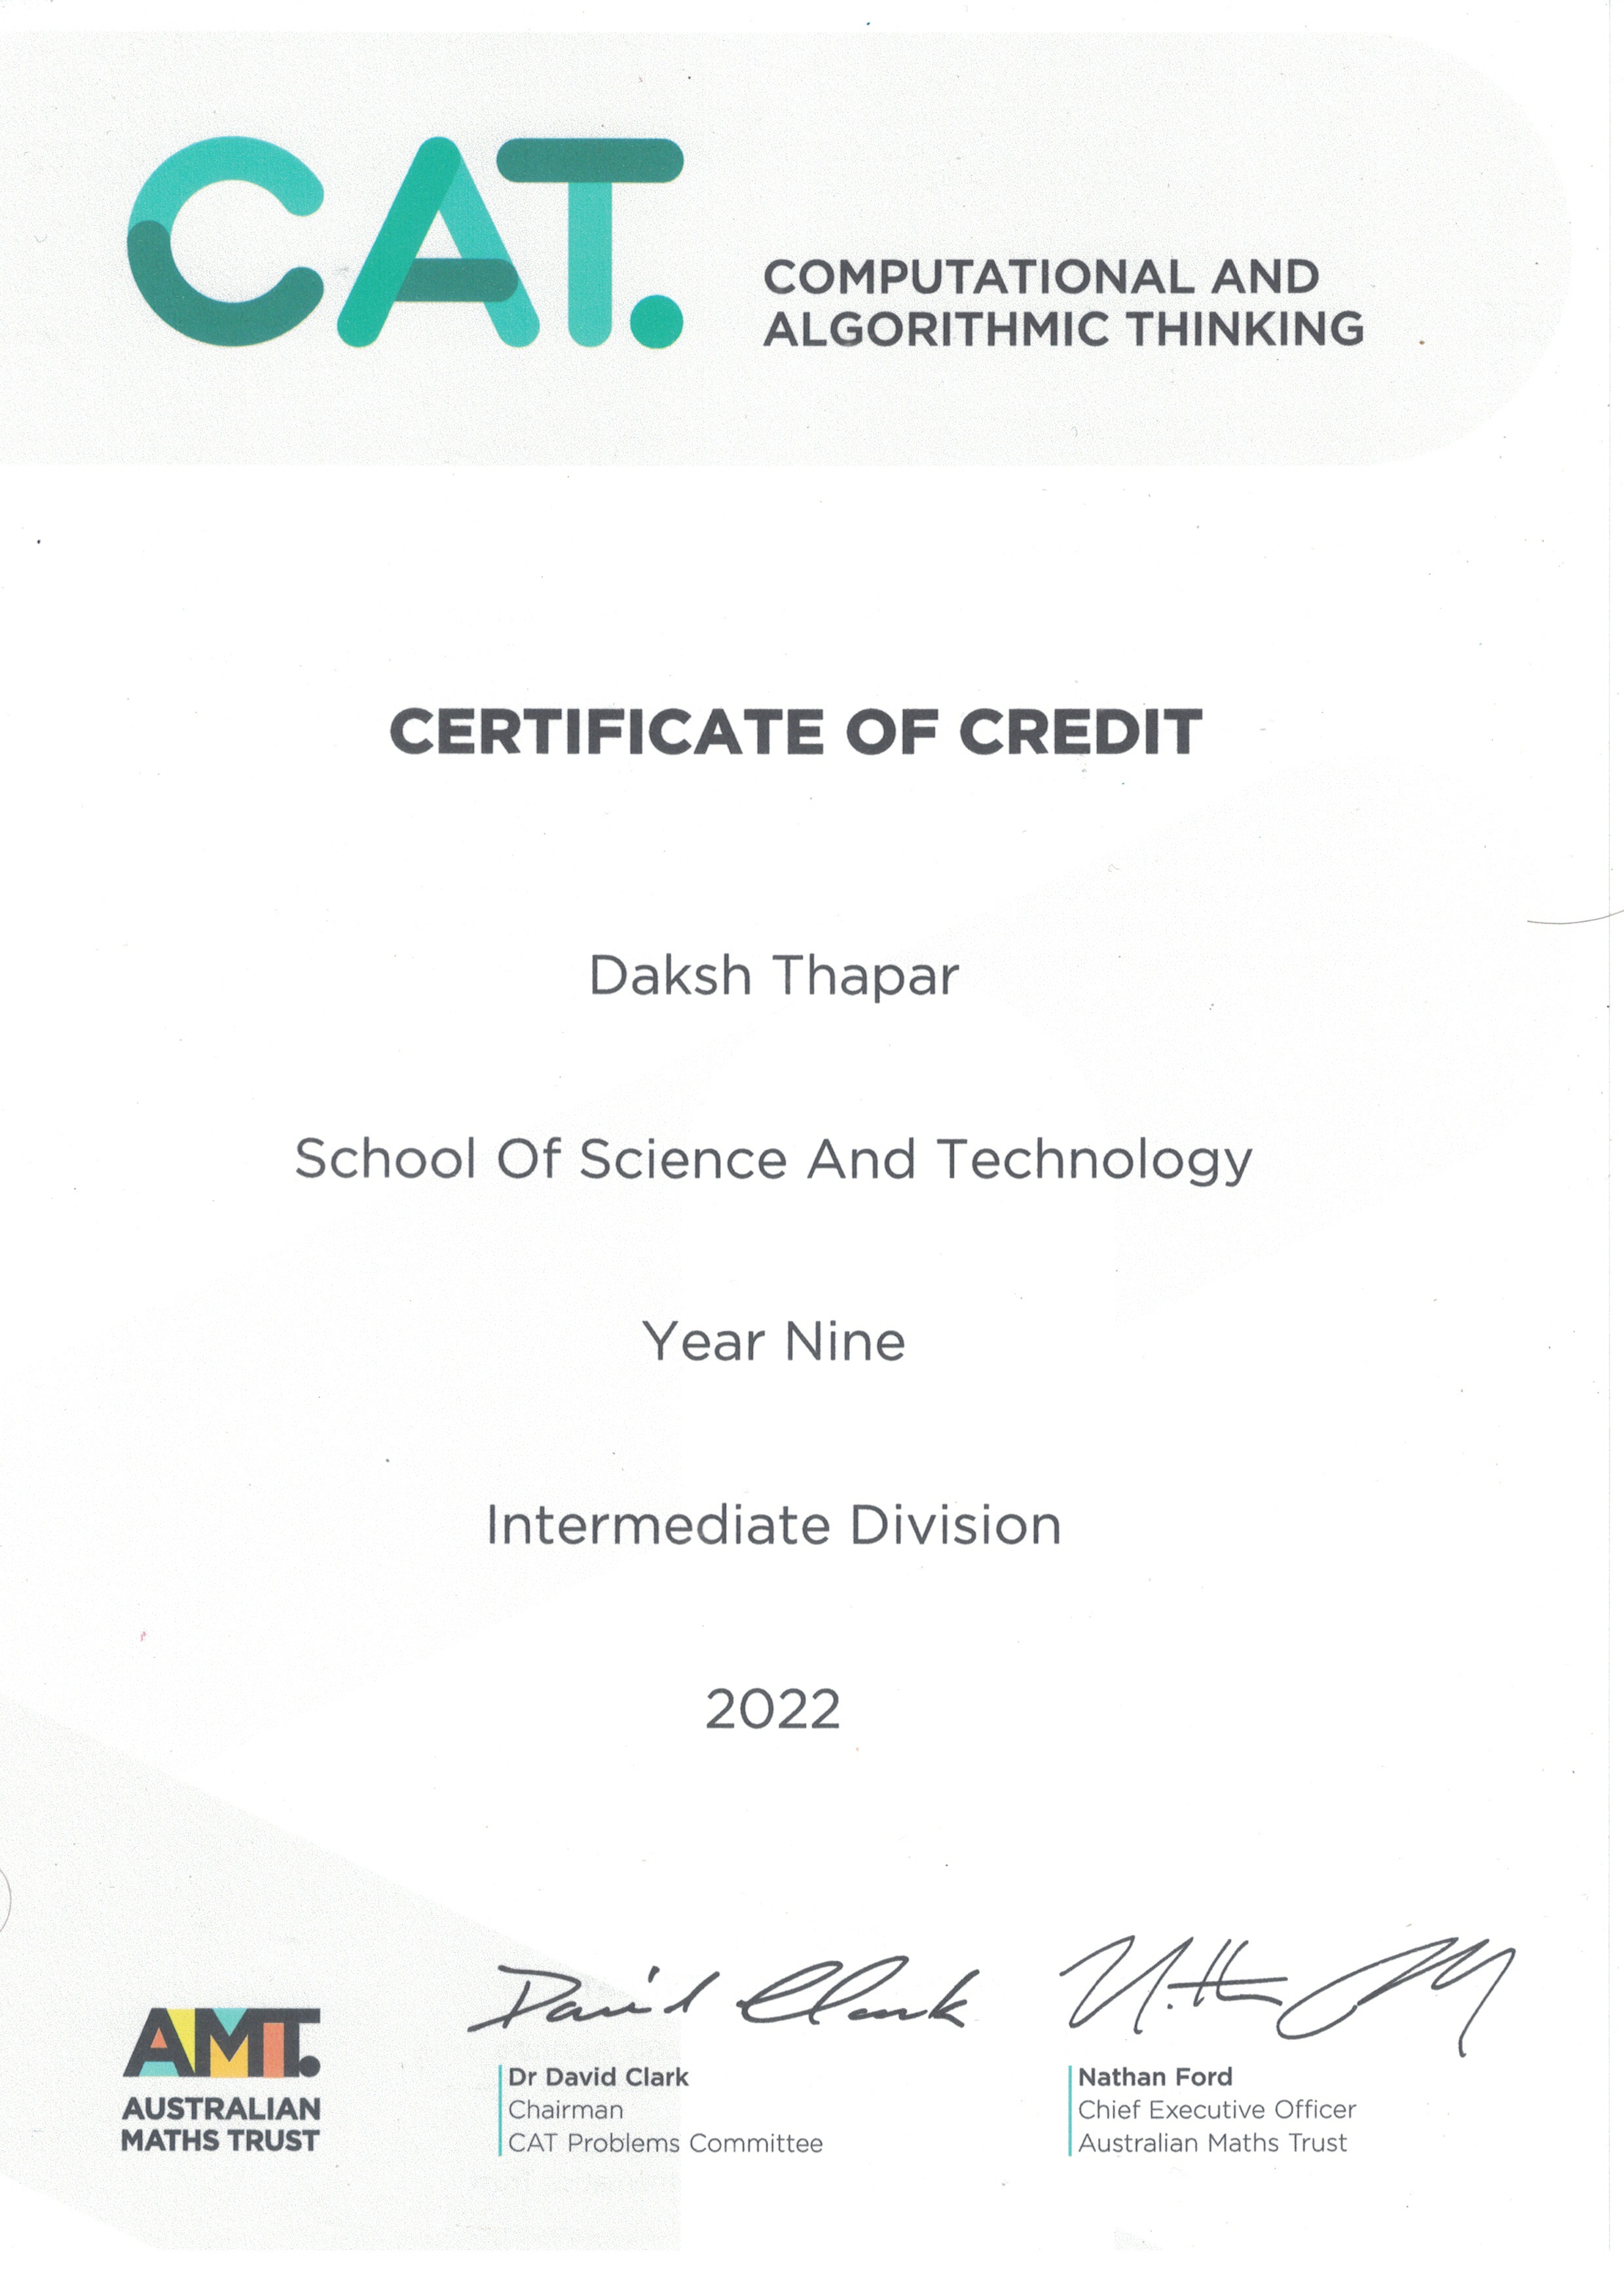 CAT.
COMPUTATIONAL AND
ALGORITHMIC THINKING
CERTIFICATE OF CREDIT
Daksh Thapar
School Of Science And Technology
Year Nine
Intermediate Division
2022
David Clark
AMT.
AUSTRALIAN
MATHS TRUST
Dr David Clark
Chairman
CAT Problems Committee
Nathan Ford
Chief Executive Officer
Australian Maths Trust